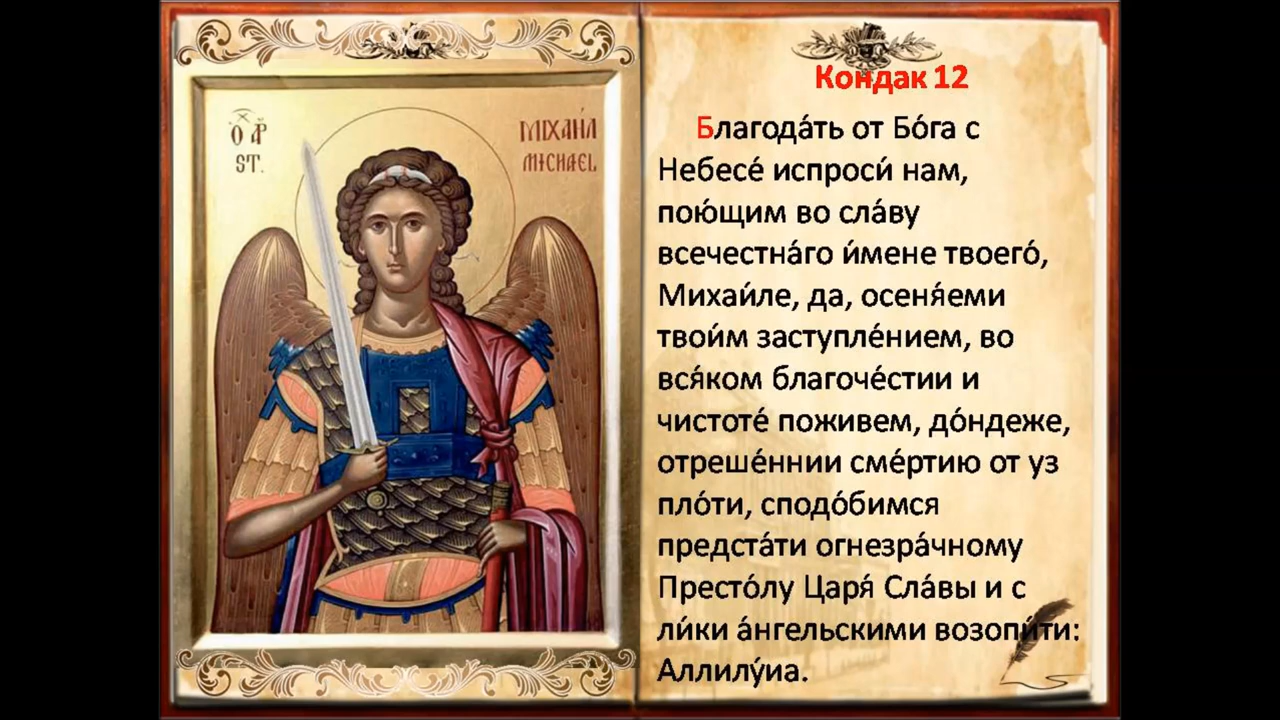 Ὁ ἈΡ
ST.
МІХАИЛ
MICHAEL
Кондак 12
Благода́ть от Бо́га с
Небесе́ испроси́ нам,
пою́щим во сла́ву
всечестна́го и́мене твоего́,
Михаи́ле, да, осеня́еми
твои́м заступле́нием, во
вся́ком благоче́стии и
чистоте́ поживем, до́ндеже,
отреше́ннии сме́ртию от уз
пло́ти, сподо́бимся
предста́ти огнезра́чному
Престо́лу Царя́ Сла́вы и с
ли́ки а́нгельскими возопи́ти:
Аллилу́иа.